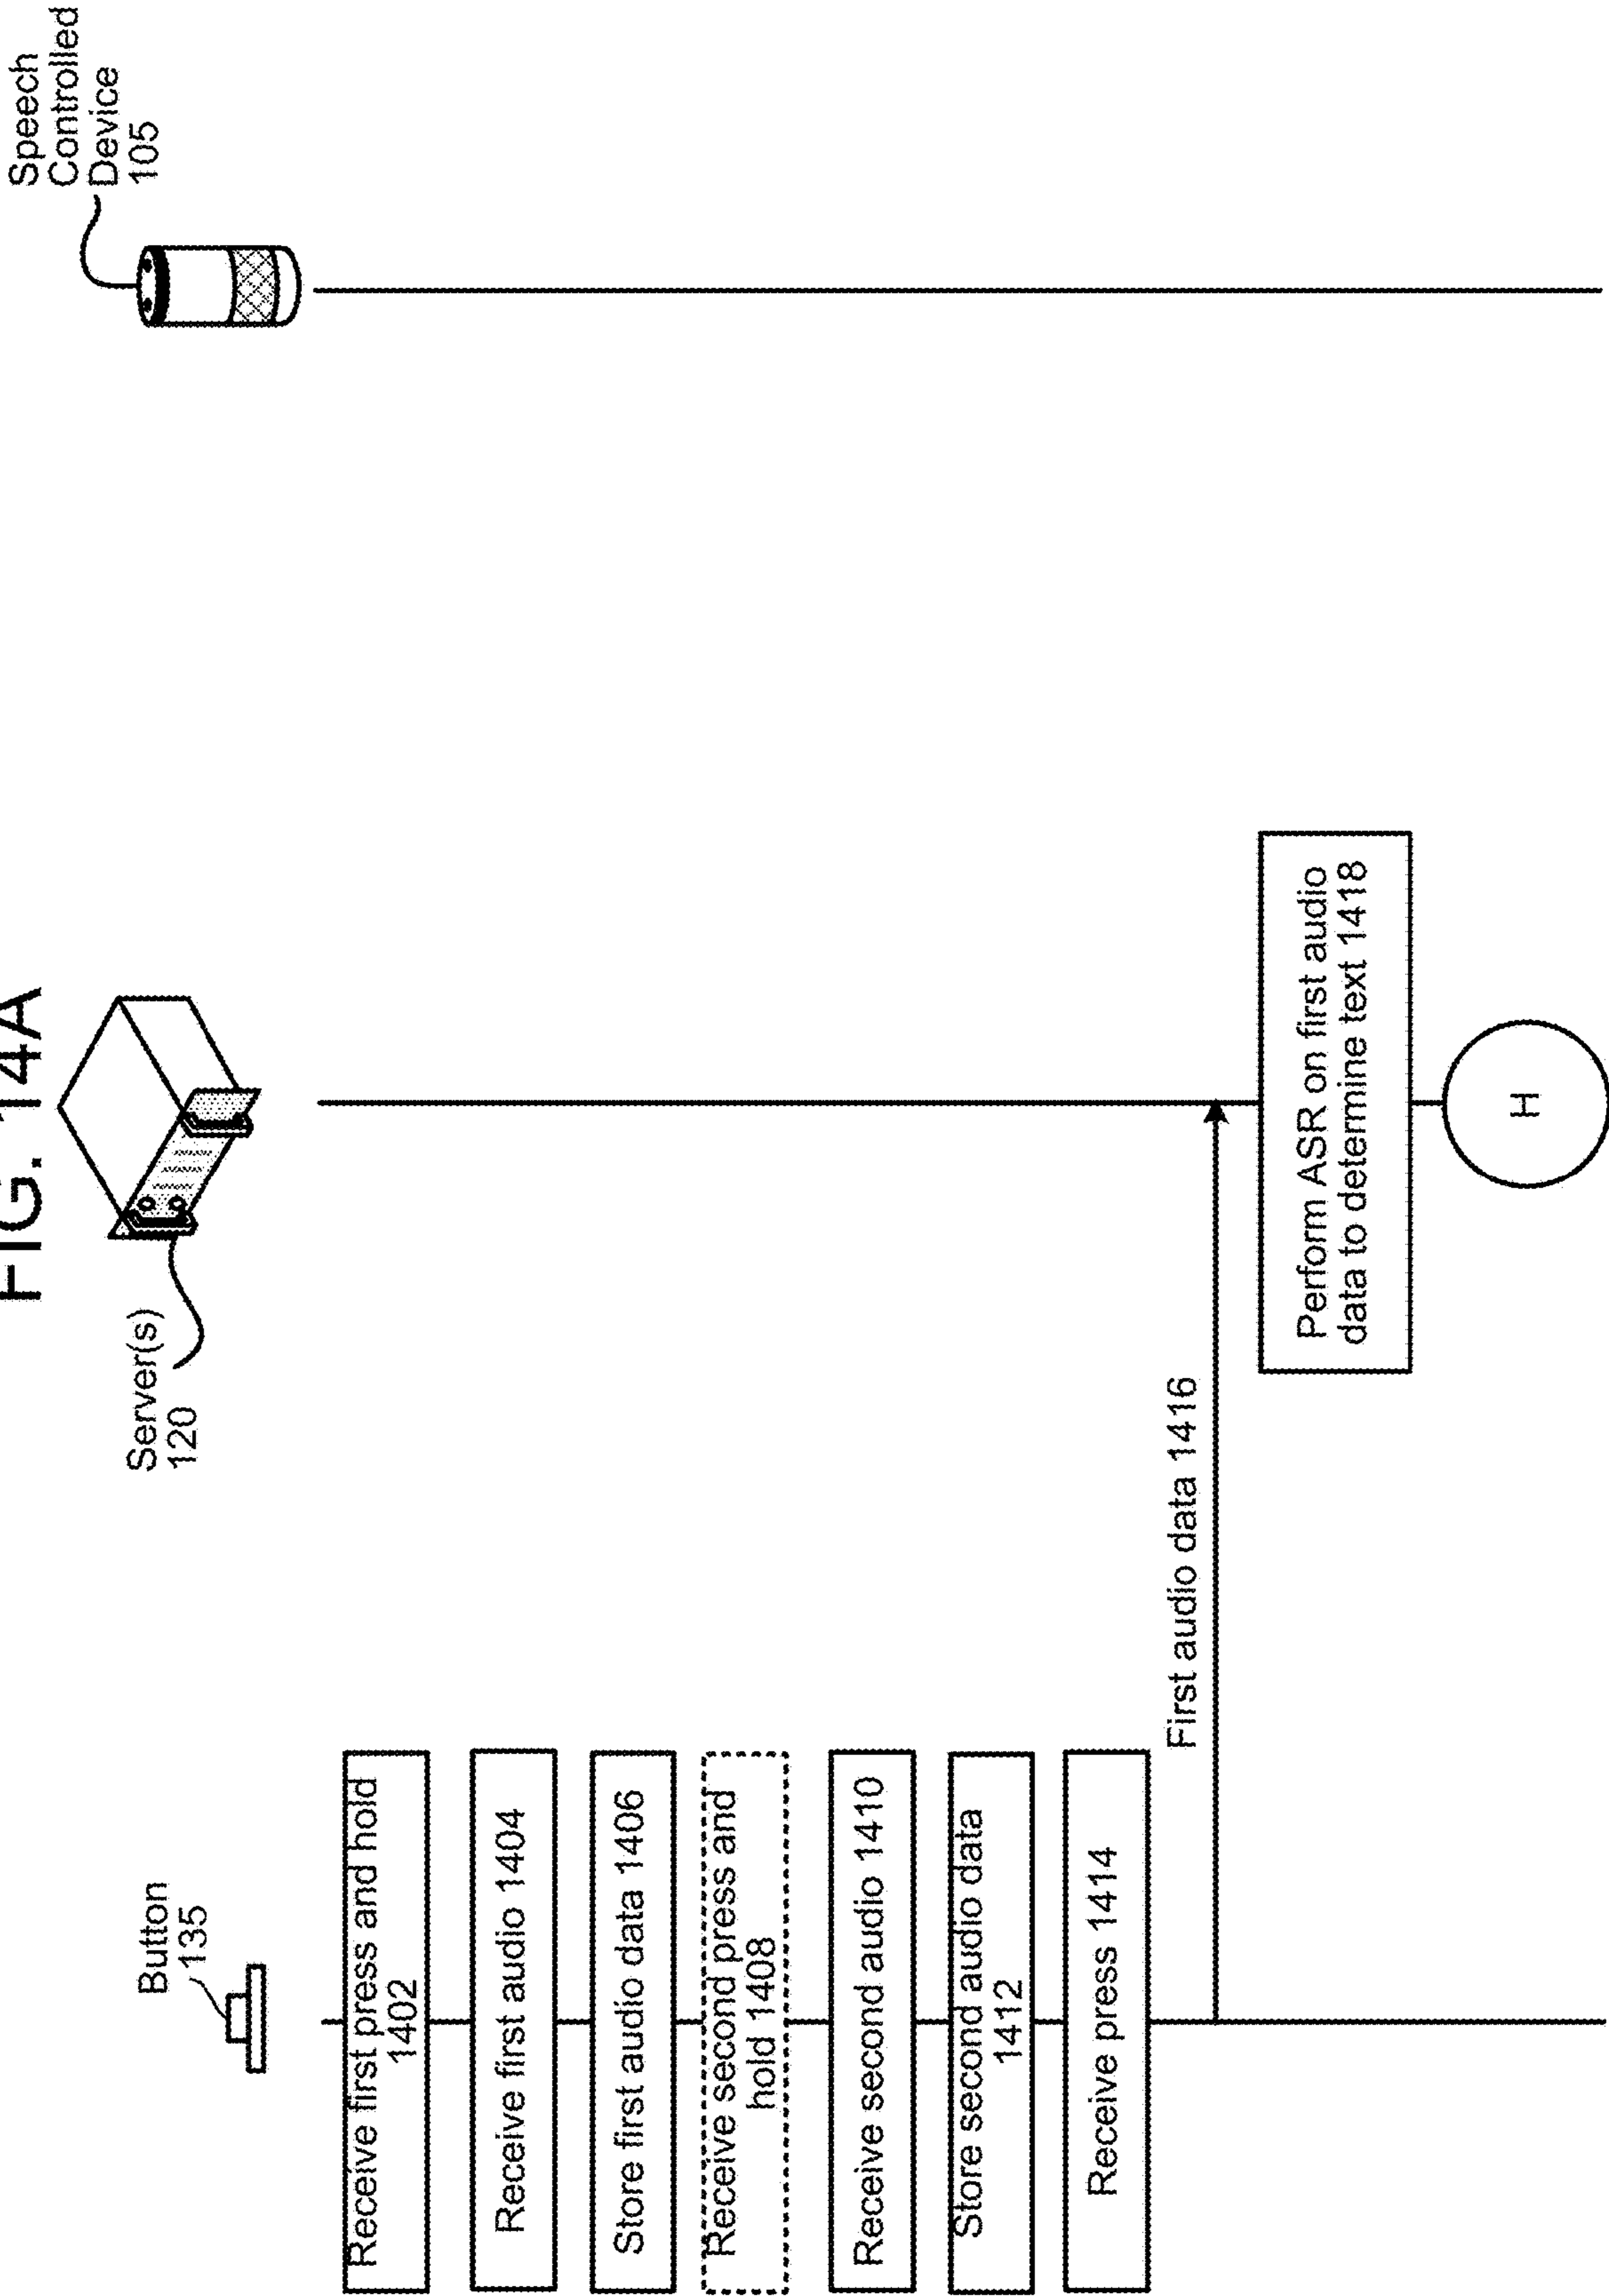 FIG. 14A
Button
135
Server(s)
120
Speech
Controlled
Device
105
Receive first press and hold
1402
Receive first audio 1404
Store first audio data 1406
Receive second press and
hold 1408
Receive second audio 1410
Store second audio data
1412
Receive press 1414
First audio data 1416
Perform ASR on first audio
data to determine text 1418
H